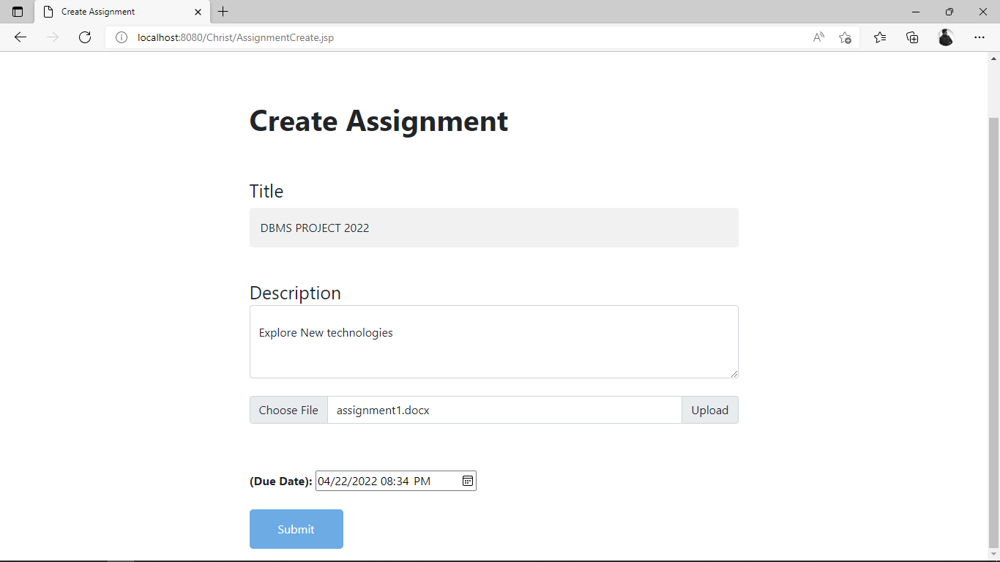 Create Assignment
localhost:8080/Christ/AssignmentCreate.jsp
Create Assignment
Title
DBMS PROJECT 2022
Description
Explore New technologies
Choose File assignment1.docx Upload
(Due Date): 04/22/2022 08:34 PM
Submit